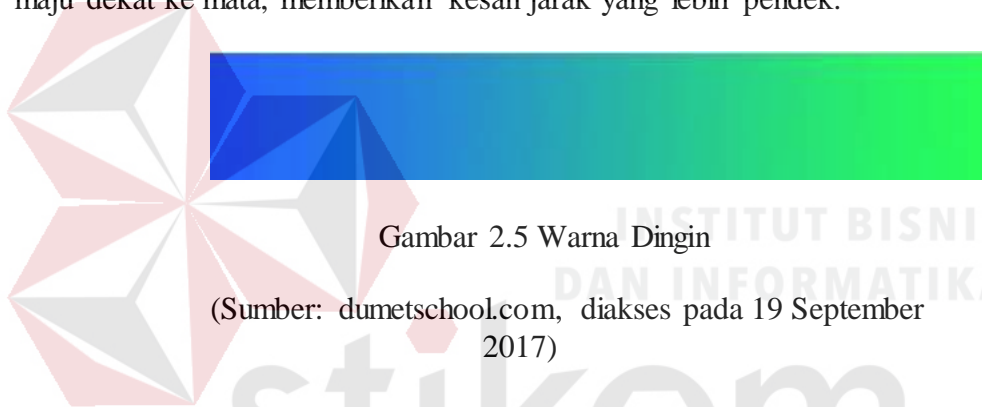 maju dekat ke mata, memberikan kesan jarak yang lebih pendek.
Gambar 2.5 Warna Dingin
INSTITUT BISNI
DAN INFORMATIKA
(Sumber: dumetschool.com, diakses pada 19 September
2017)
stikom